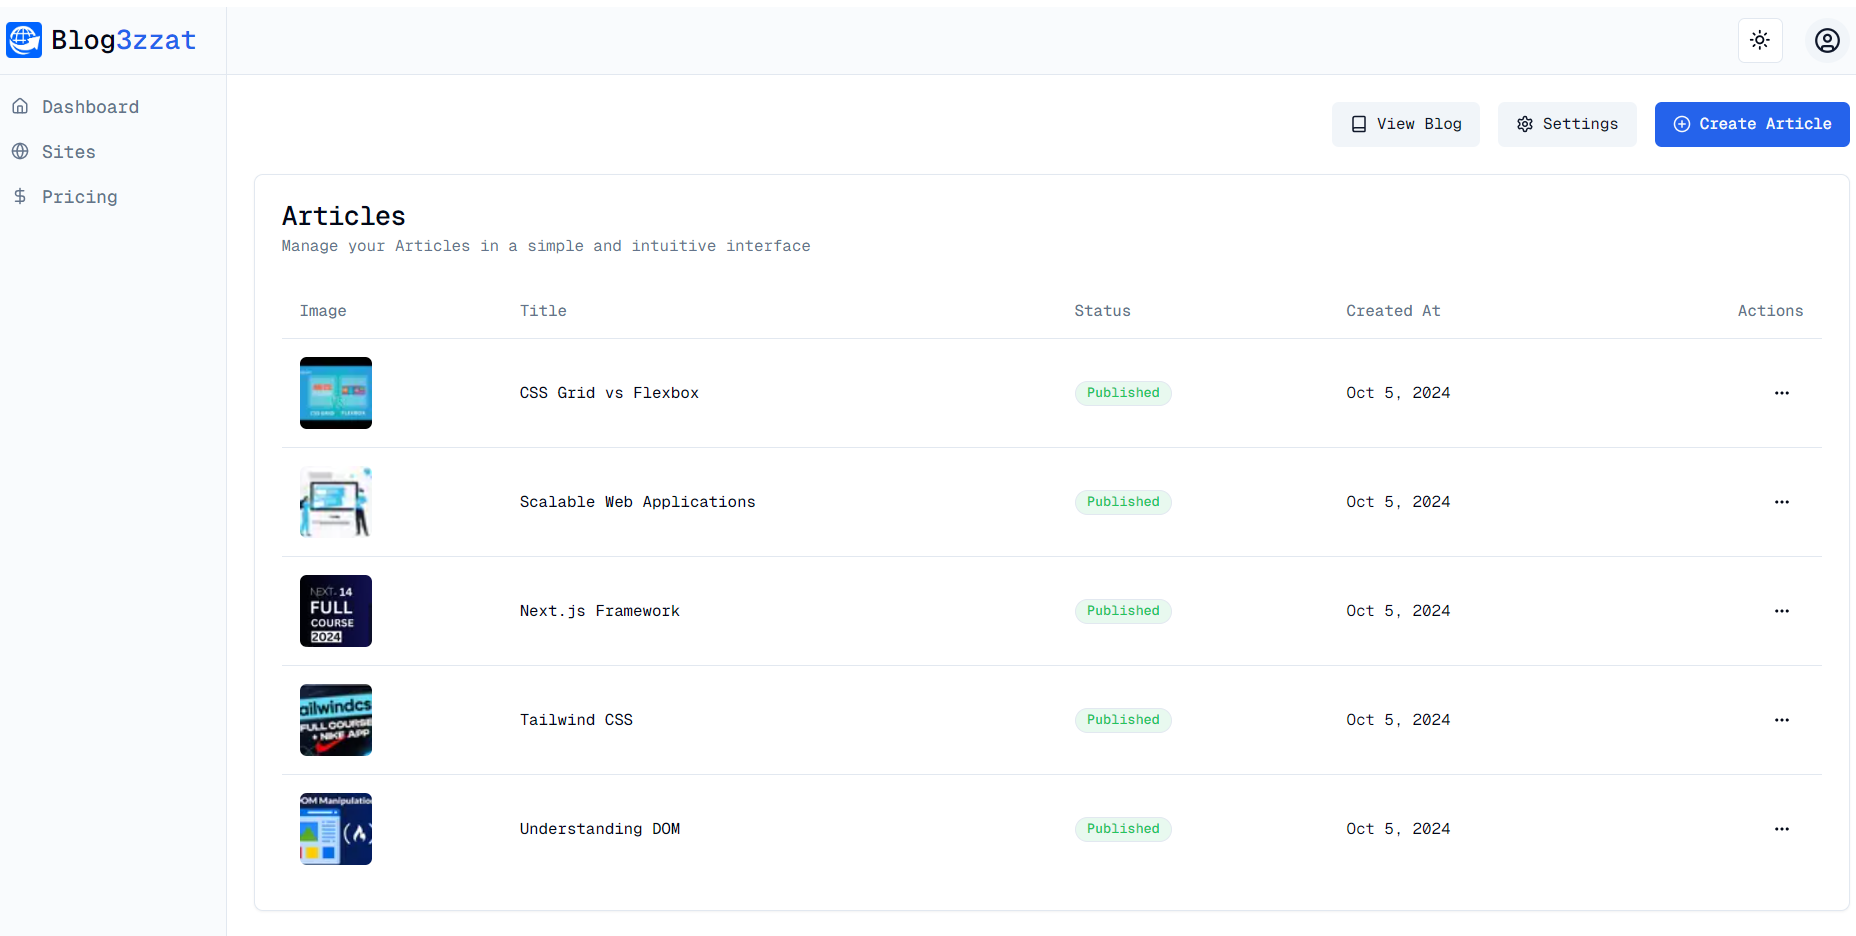 Blog3zzat
Dashboard
Sites
Pricing
View Blog
Settings
Create Article
Articles
Manage your Articles in a simple and intuitive interface
Image Title Status Created At Actions
CSS GRID FLEXBOX
CSS Grid vs Flexbox Published Oct 5, 2024
Scalable Web Applications Published Oct 5, 2024
NEXT. 14
FULL
COURSE
2024
Next.js Framework Published Oct 5, 2024
ailwindcs
FULL COURSE
+ NIKE APP
Tailwind CSS Published Oct 5, 2024
OM Manipulatio
Understanding DOM Published Oct 5, 2024